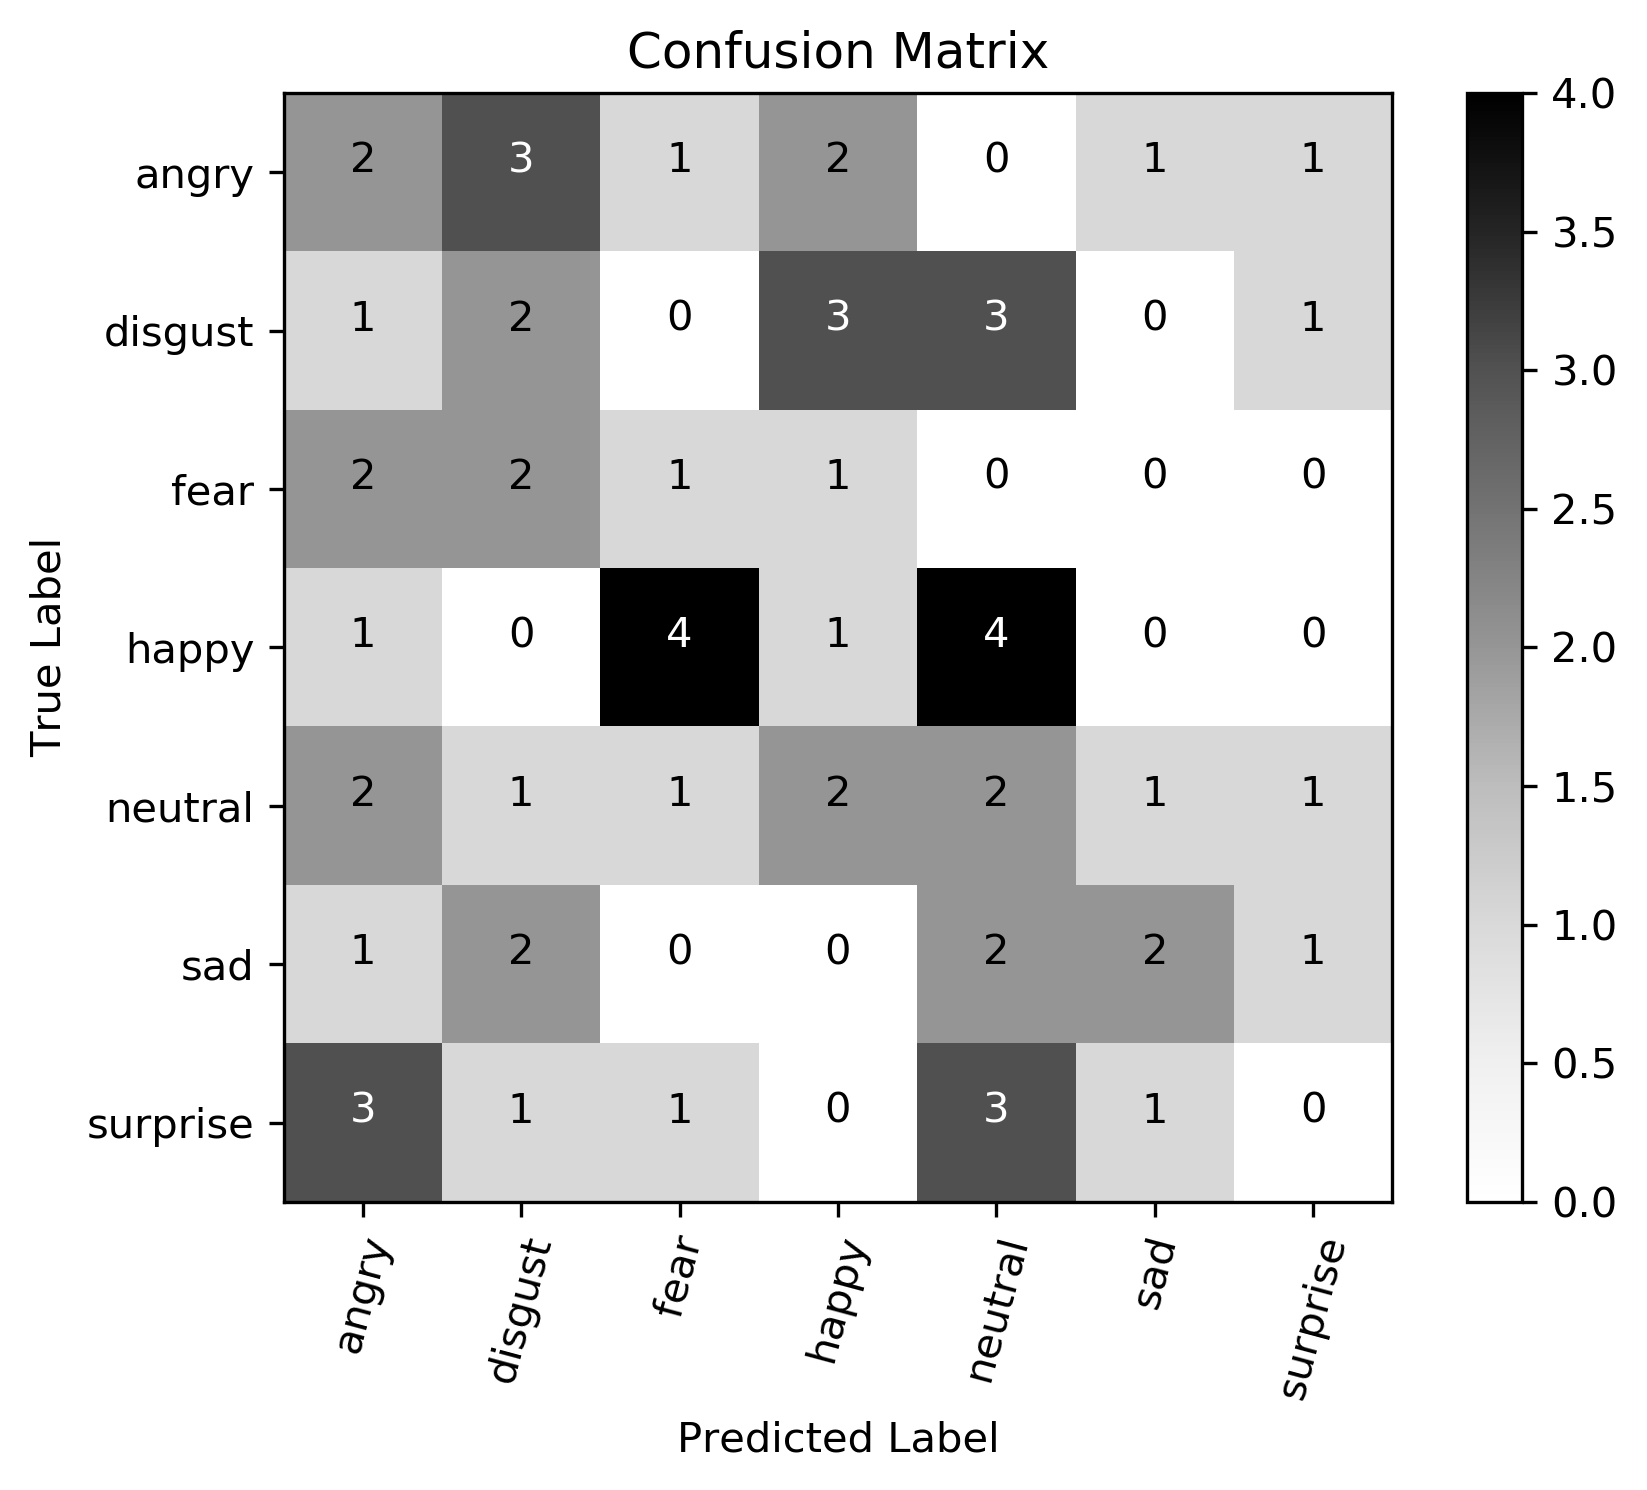 Confusion Matrix
angry 2 3 1 2 0 1 1
disgust 1 2 0 3 3 0 1
fear 2 2 1 1 0 0 0
happy 1 0 4 1 4 0 0
neutral 2 1 1 2 2 1 1
sad 1 2 0 0 2 2 1
surprise 3 1 1 0 3 1 0
True Label
angry disgust fear happy neutral sad surprise
Predicted Label
4.0
3.5
3.0
2.5
2.0
1.5
1.0
0.5
0.0